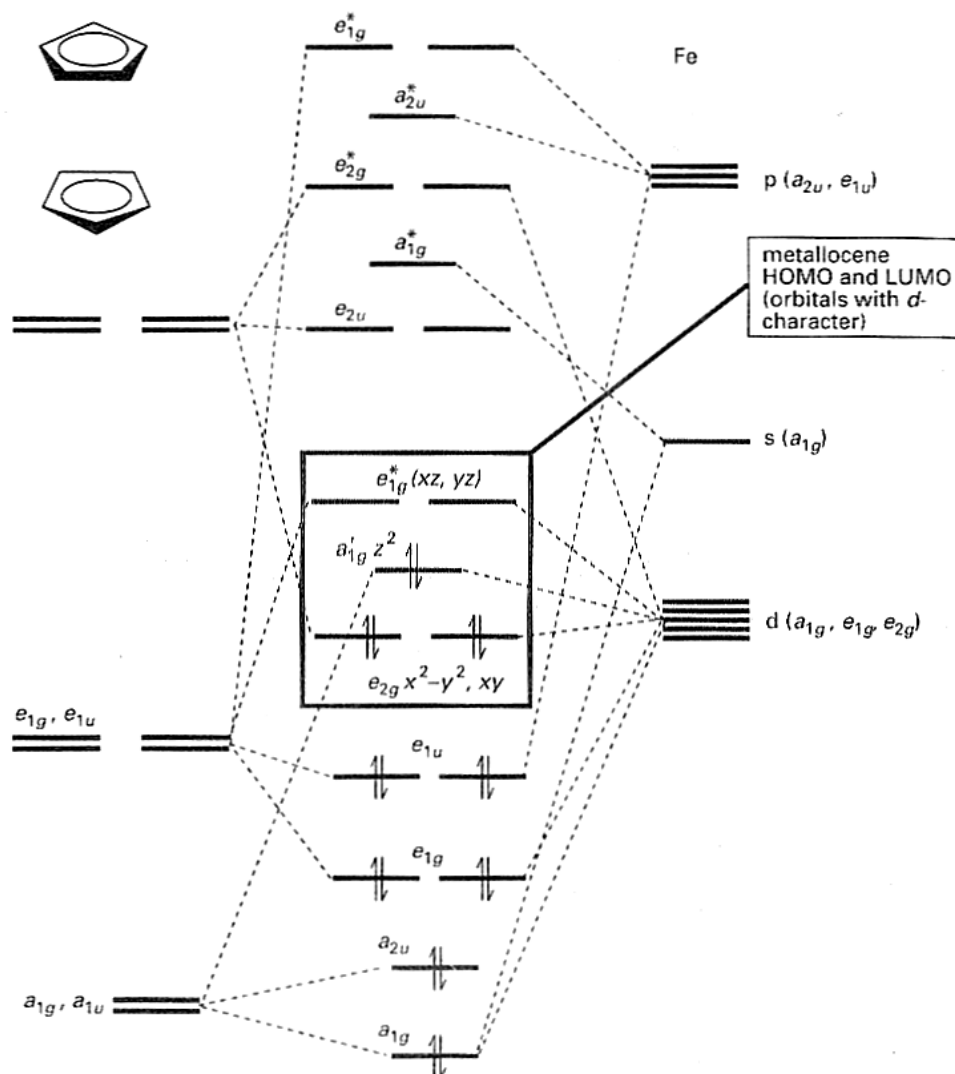 e*1g
Fe
a*2u
e*2g
p (a2u, e1u)
a*1g
metallocene
HOMO and LUMO
(orbitals with d-
character)
e2u
s (a1g)
e*1g (xz, yz)
a'1g z²
d (a1g, e1g, e2g)
e2g x²–y², xy
e1g, e1u
e1u
e1g
a2u
a1g, a1u
a1g